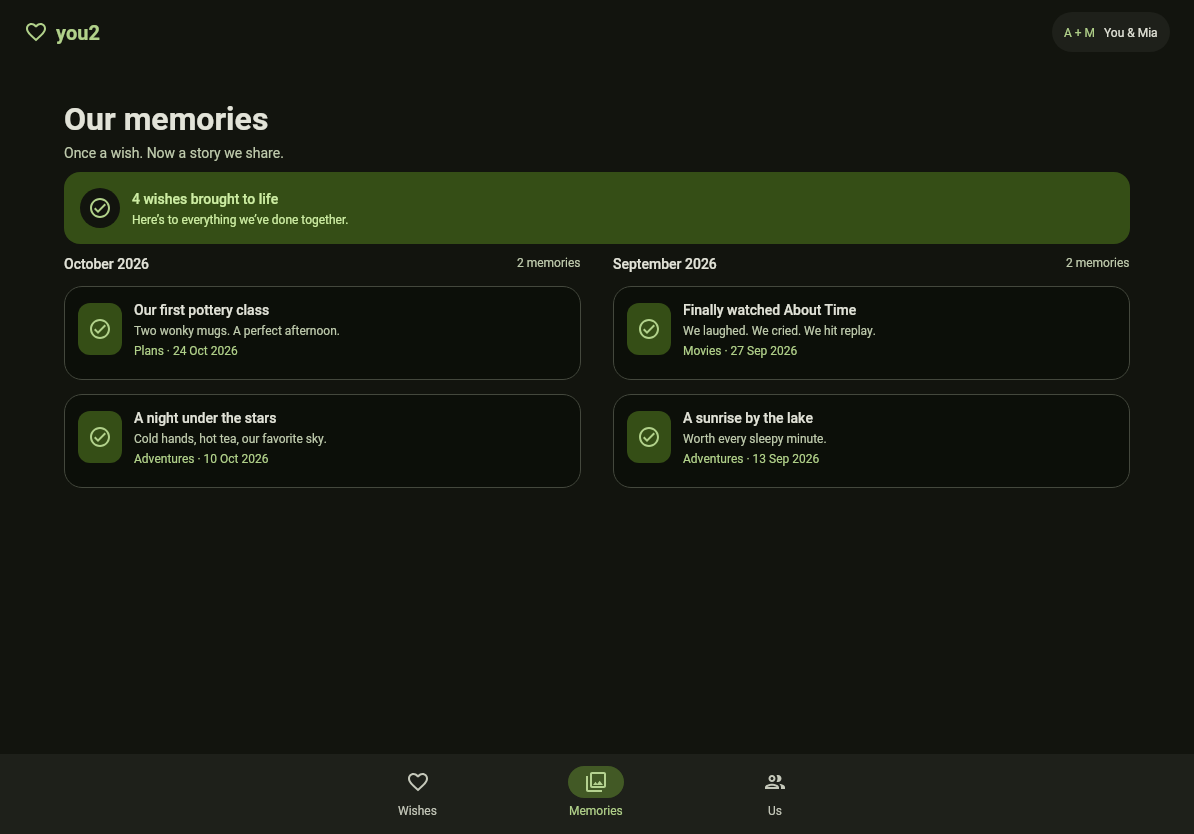 you2
A + M You & Mia
Our memories
Once a wish. Now a story we share.
4 wishes brought to life
Here's to everything we've done together.
October 2026
2 memories
Our first pottery class
Two wonky mugs. A perfect afternoon.
Plans · 24 Oct 2026
A night under the stars
Cold hands, hot tea, our favorite sky.
Adventures · 10 Oct 2026
September 2026
2 memories
Finally watched About Time
We laughed. We cried. We hit replay.
Movies · 27 Sep 2026
A sunrise by the lake
Worth every sleepy minute.
Adventures · 13 Sep 2026
Wishes
Memories
Us